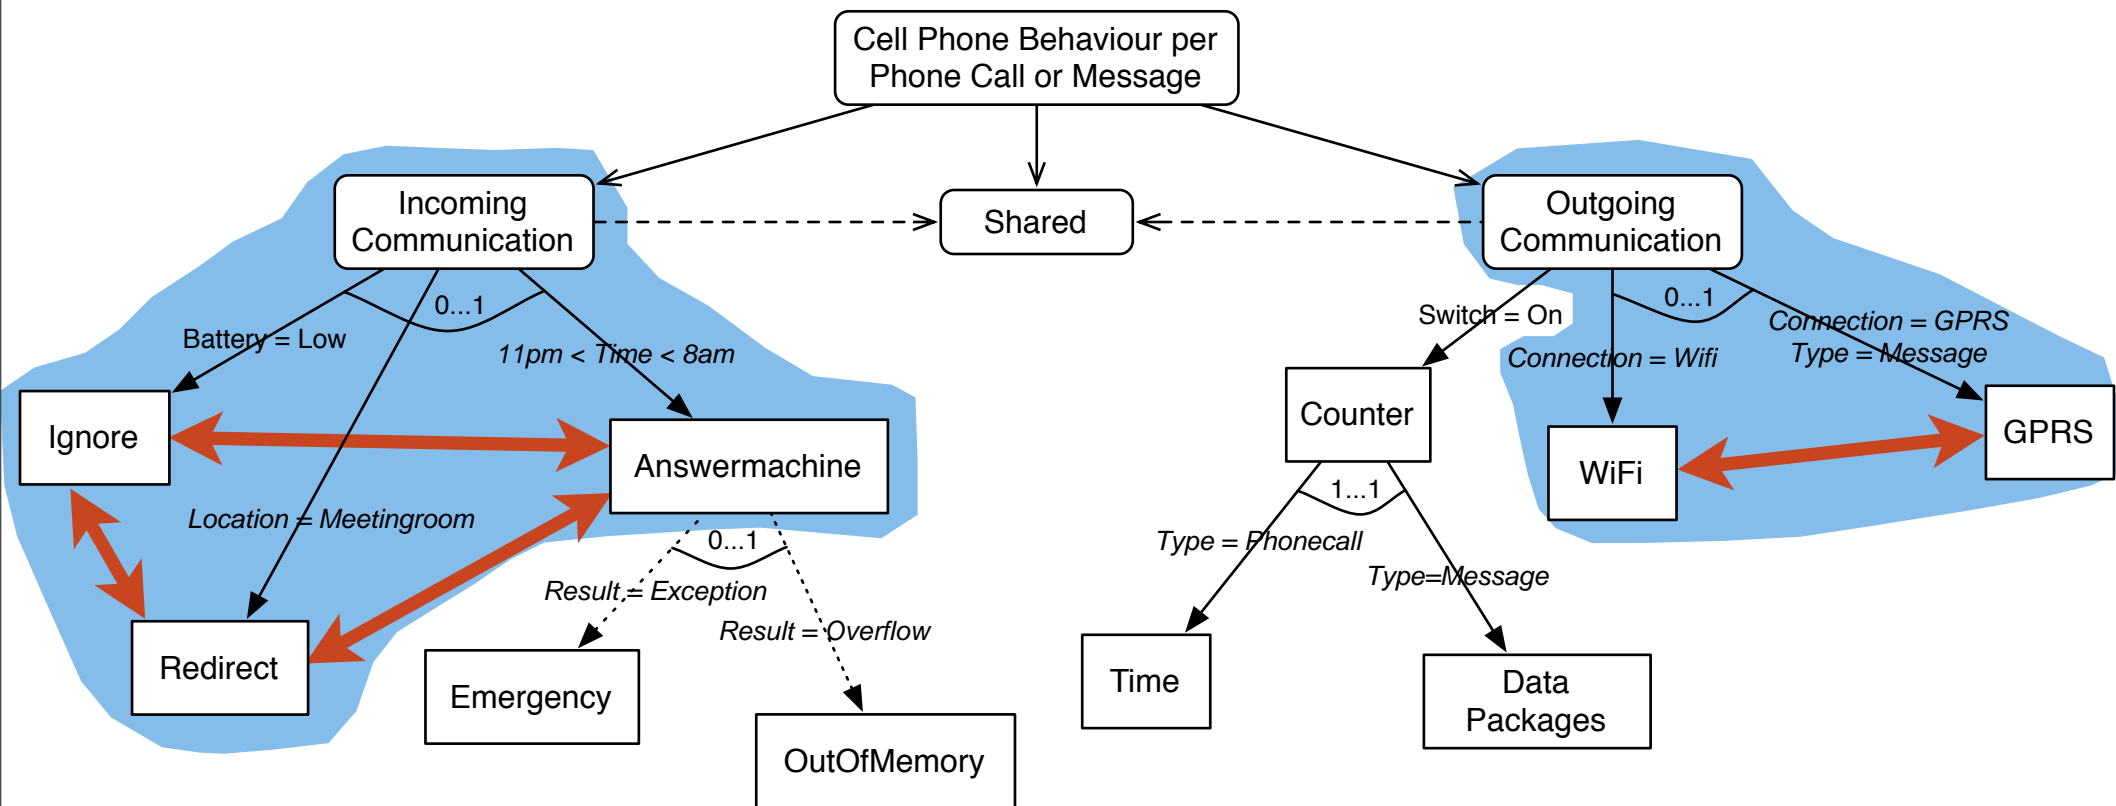 Cell Phone Behaviour per
Phone Call or Message
Incoming
Communication
Shared
Outgoing
Communication
0...1
0...1
Battery = Low
11pm < Time < 8am
Switch = On
Connection = Wifi
Connection = GPRS
Type = Message
Ignore
Answermachine
Counter
WiFi
GPRS
Location = Meetingroom
0...1
1...1
Result = Exception
Result = Overflow
Type = Phonecall
Type=Message
Redirect
Emergency
OutOfMemory
Time
Data
Packages